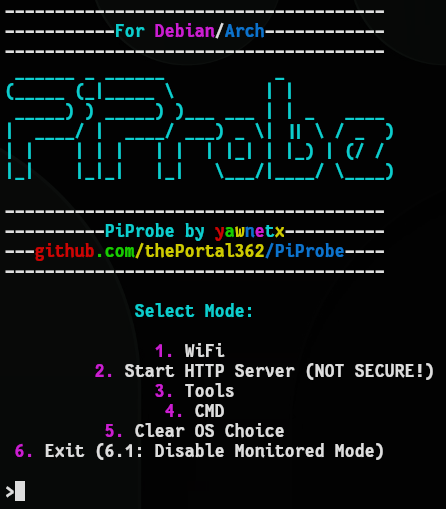 For Debian/Arch
PiProbe
PiProbe by yawnetx
github.com/thePortal362/PiProbe
Select Mode:
1. WiFi
2. Start HTTP Server (NOT SECURE!)
3. Tools
4. CMD
5. Clear OS Choice
6. Exit (6.1: Disable Monitored Mode)
>